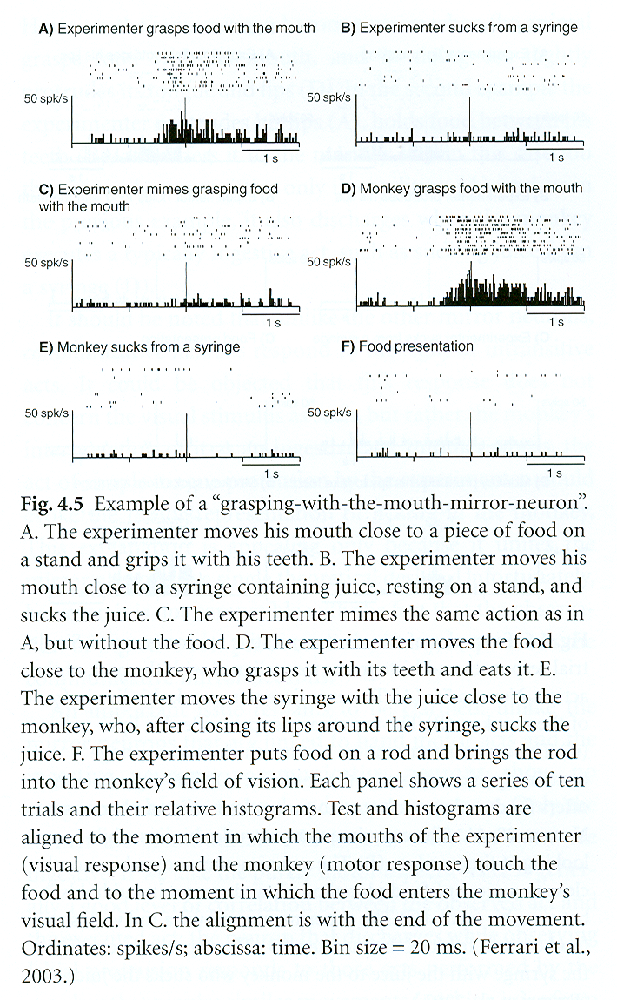 A) Experimenter grasps food with the mouth
B) Experimenter sucks from a syringe
50 spk/s
50 spk/s
1 s
1 s
C) Experimenter mimes grasping food
with the mouth
D) Monkey grasps food with the mouth
50 spk/s
50 spk/s
1 s
1 s
E) Monkey sucks from a syringe
F) Food presentation
50 spk/s
50 spk/s
1 s
1 s
Fig. 4.5 Example of a “grasping-with-the-mouth-mirror-neuron”.
A. The experimenter moves his mouth close to a piece of food on
a stand and grips it with his teeth. B. The experimenter moves his
mouth close to a syringe containing juice, resting on a stand, and
sucks the juice. C. The experimenter mimes the same action as in
A, but without the food. D. The experimenter moves the food
close to the monkey, who grasps it with its teeth and eats it. E.
The experimenter moves the syringe with the juice close to the
monkey, who, after closing its lips around the syringe, sucks the
juice. F. The experimenter puts food on a rod and brings the rod
into the monkey’s field of vision. Each panel shows a series of ten
trials and their relative histograms. Test and histograms are
aligned to the moment in which the mouths of the experimenter
(visual response) and the monkey (motor response) touch the
food and to the moment in which the food enters the monkey’s
visual field. In C. the alignment is with the end of the movement.
Ordinates: spikes/s; abscissa: time. Bin size = 20 ms. (Ferrari et al.,
2003.)